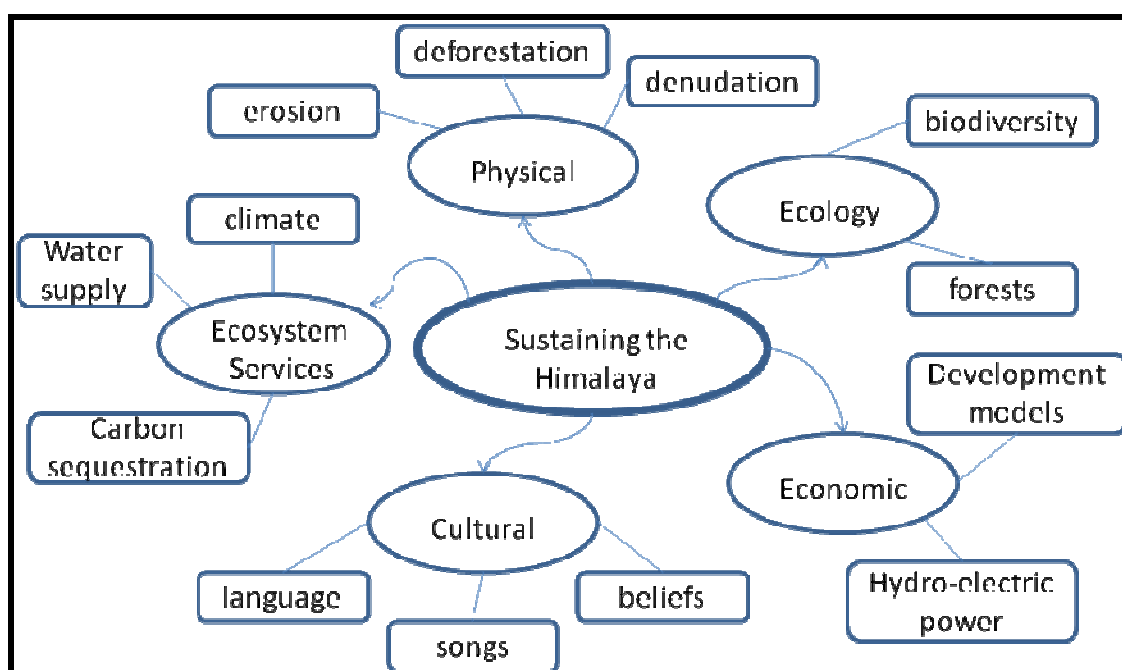 deforestation
denudation
erosion
biodiversity
Physical
Ecology
climate
Water
supply
forests
Ecosystem
Services
Sustaining the
Himalaya
Development
models
Carbon
sequestration
Economic
Cultural
language
beliefs
songs
Hydro-electric
power